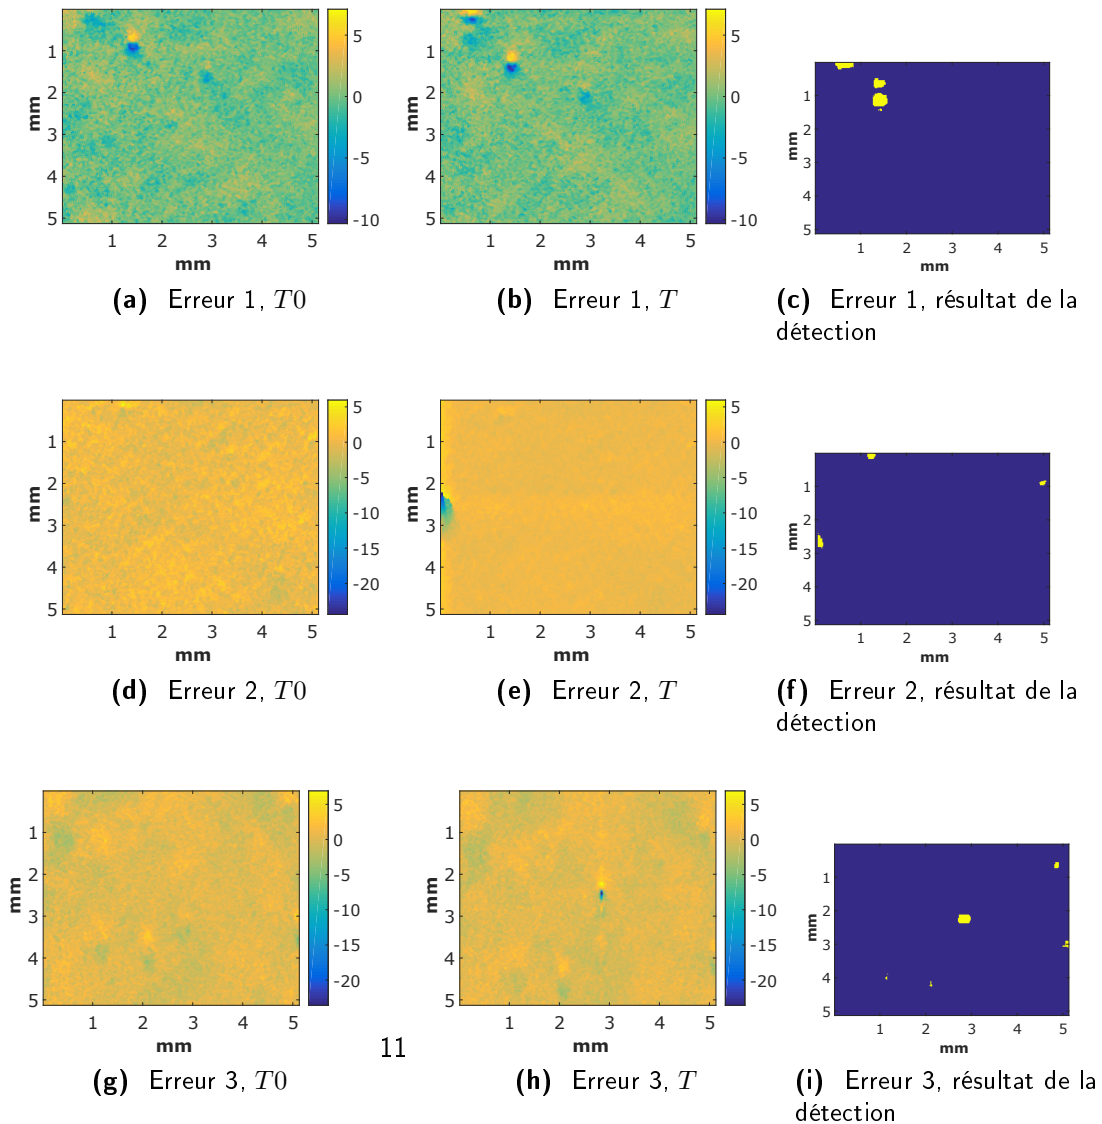 1
2
3
4
5
mm
1 2 3 4 5
mm
5
0
-5
-10
1
2
3
4
5
mm
1 2 3 4 5
mm
5
0
-5
-10
1
2
3
4
5
mm
1 2 3 4 5
mm
(a) Erreur 1, T0
(b) Erreur 1, T
(c) Erreur 1, résultat de la
détection
1
2
3
4
5
mm
1 2 3 4 5
mm
5
0
-5
-10
-15
-20
1
2
3
4
5
mm
1 2 3 4 5
mm
5
0
-5
-10
-15
-20
1
2
3
4
5
mm
1 2 3 4 5
mm
(d) Erreur 2, T0
(e) Erreur 2, T
(f) Erreur 2, résultat de la
détection
1
2
3
4
5
mm
1 2 3 4 5
mm
5
0
-5
-10
-15
-20
1
2
3
4
5
mm
1 2 3 4 5
mm
5
0
-5
-10
-15
-20
1
2
3
4
5
mm
1 2 3 4 5
mm
11
(g) Erreur 3, T0
(h) Erreur 3, T
(i) Erreur 3, résultat de la
détection